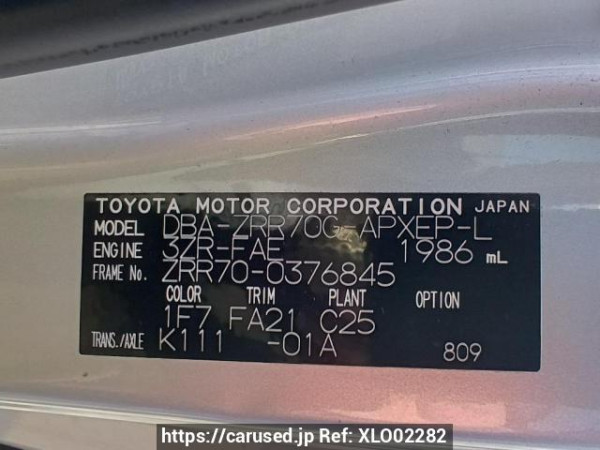 TOYOTA MOTOR CORPORATION JAPAN
MODEL DBA-ZRR70G-APXEP-L
ENGINE 3ZR-FAE 1986 mL
FRAME No. ZRR70-0376845
COLOR TRIM PLANT OPTION
1F7 FA21 C25
TRANS./AXLE K111 -01A 809
https://carused.jp Ref: XLO02282